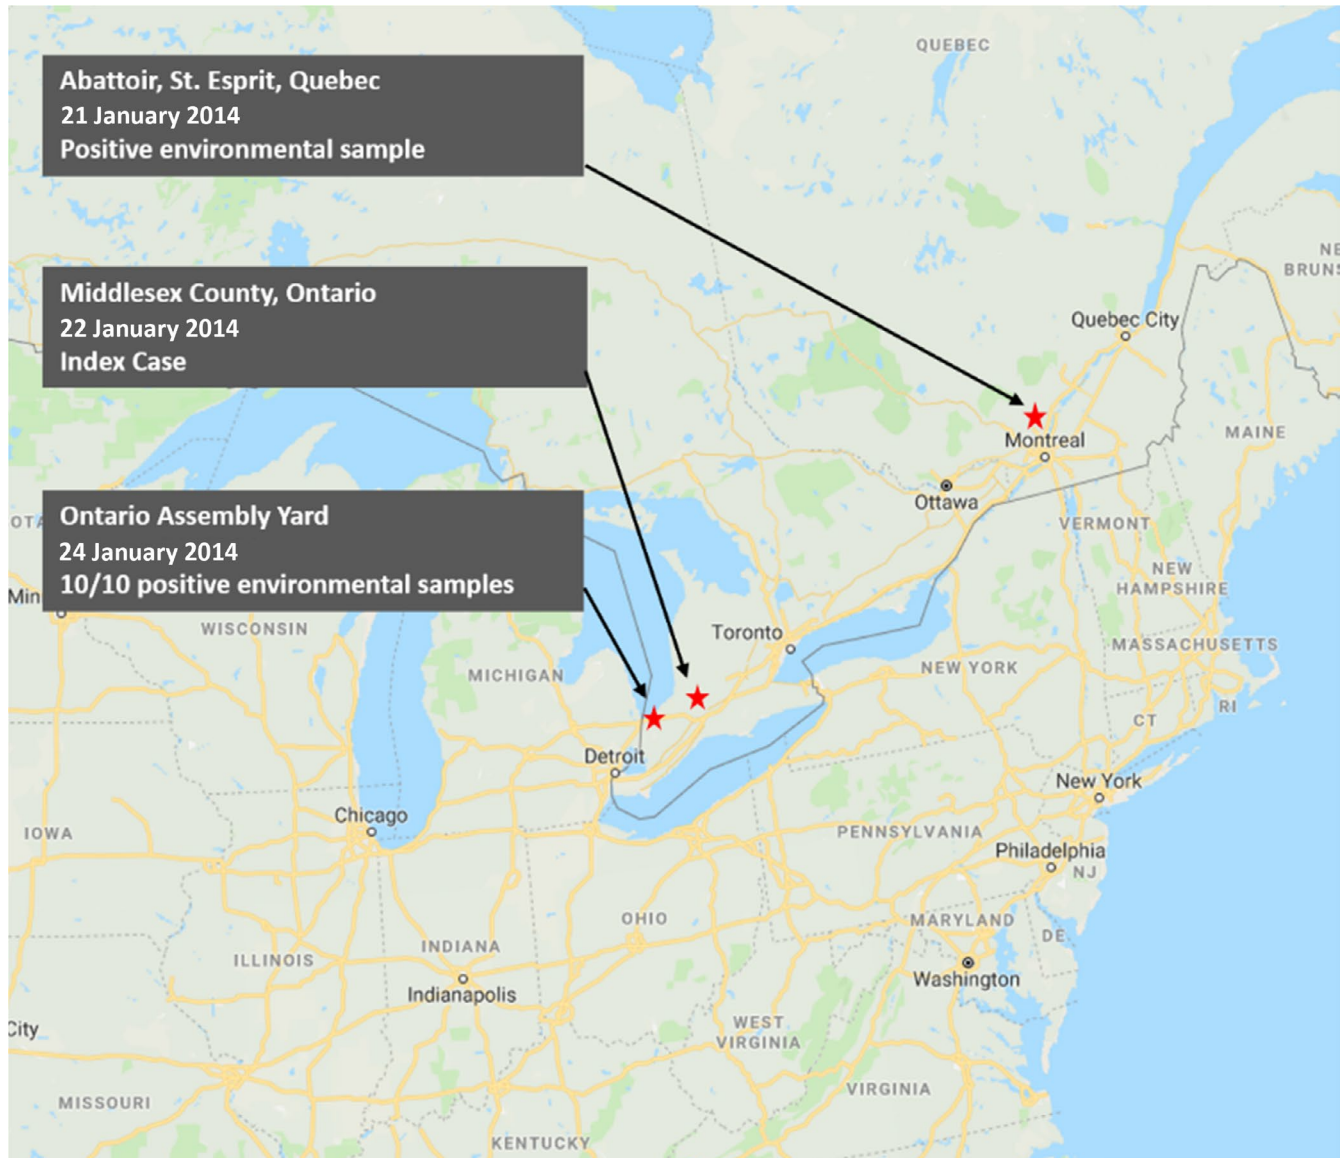 QUEBEC
Abattoir, St. Esprit, Quebec
21 January 2014
Positive environmental sample
NE
BRUNS
Middlesex County, Ontario
22 January 2014
Index Case
Quebec City
MAINE
Montreal
Ottawa
VERMONT
Ontario Assembly Yard
24 January 2014
10/10 positive environmental samples
OTA
NEW
HAMPSHIRE
Min
WISCONSIN
Toronto
MASSACHUSETTS
MICHIGAN
NEW YORK
RI
CT
Detroit
New York
Chicago
IOWA
PENNSYLVANIA
Philadelphia
NJ
OHIO
MARYLAND
DE
INDIANA
ILLINOIS
Washington
Indianapolis
City
WEST
VIRGINIA
VIRGINIA
MISSOURI
KENTUCKY